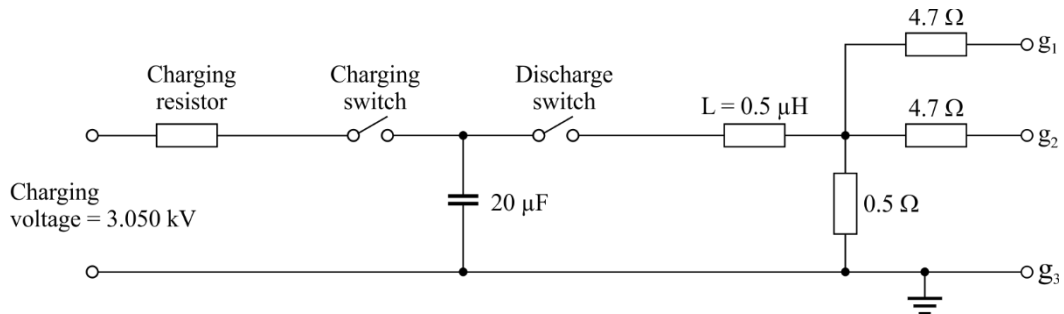 4.7 Ω
g₁
Charging
resistor
Charging
switch
Discharge
switch
L = 0.5 µH
4.7 Ω
g₂
Charging
voltage = 3.050 kV
20 µF
0.5 Ω
g₃